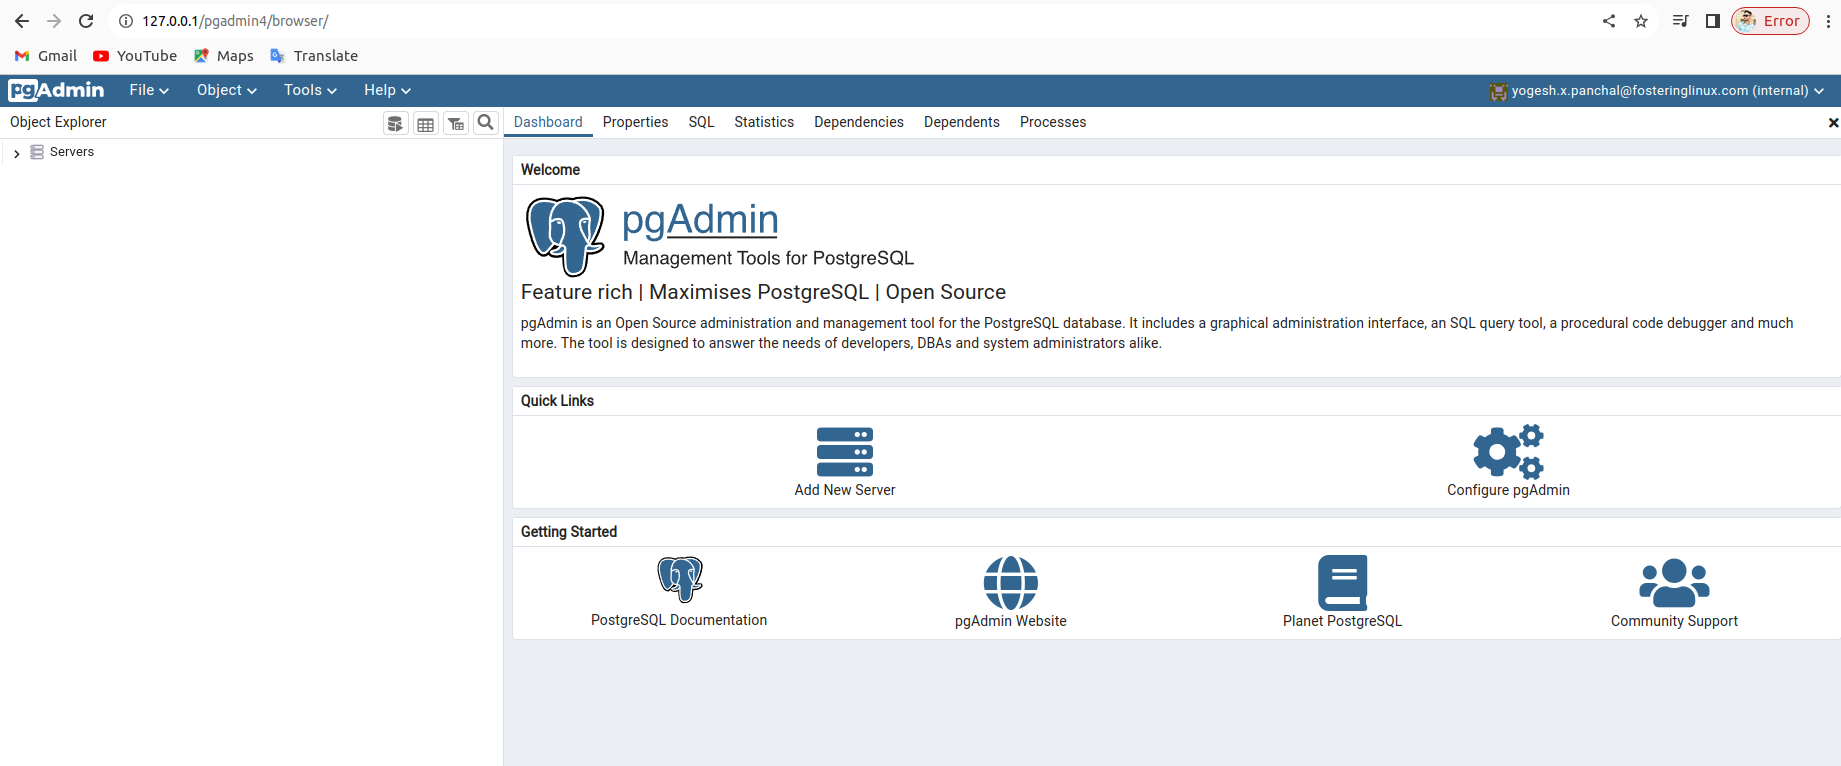 127.0.0.1/pgadmin4/browser/
Error
Gmail YouTube Maps Translate
pgAdmin File Object Tools Help yogesh.x.panchal@fosteringlinux.com (internal)
Object Explorer
Dashboard Properties SQL Statistics Dependencies Dependents Processes
Servers
Welcome
pgAdmin
Management Tools for PostgreSQL
Feature rich | Maximises PostgreSQL | Open Source
pgAdmin is an Open Source administration and management tool for the PostgreSQL database. It includes a graphical administration interface, an SQL query tool, a procedural code debugger and much
more. The tool is designed to answer the needs of developers, DBAs and system administrators alike.
Quick Links
Add New Server Configure pgAdmin
Getting Started
PostgreSQL Documentation pgAdmin Website Planet PostgreSQL Community Support